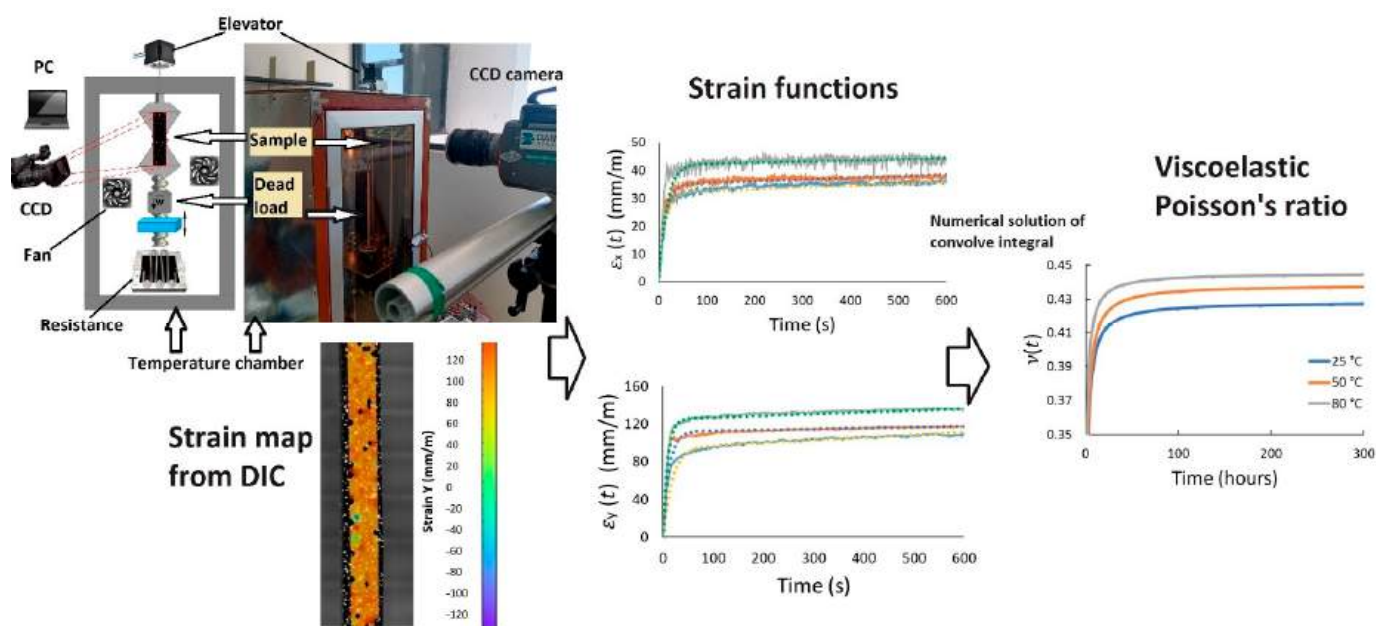 Elevator
PC
CCD camera
Sample
Dead
load
W
CCD
Fan
Resistance
Temperature chamber
Strain map
from DIC
Strain Y (mm/m)
120
100
80
60
40
20
0
-20
-40
-60
-80
-100
-120
Strain functions
εx (t) (mm/m)
50
40
30
20
10
0
0 100 200 300 400 500 600
Time (s)
εy (t) (mm/m)
160
120
80
40
0
0 100 200 300 400 500 600
Time (s)
Numerical solution of
convolve integral
Viscoelastic
Poisson's ratio
ν(t)
0.45
0.43
0.41
0.39
0.37
0.35
25 °C
50 °C
80 °C
0 100 200 300
Time (hours)